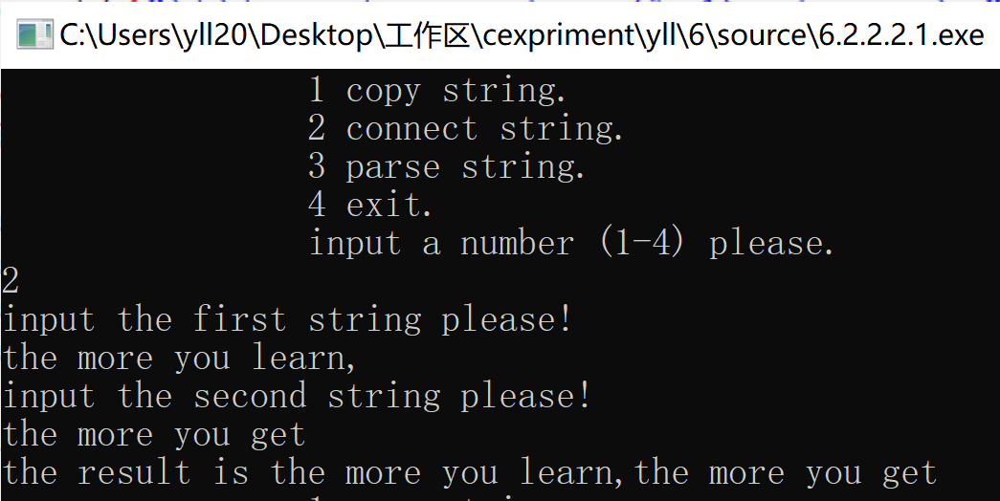 C:\Users\yll20\Desktop\工作区\cexpriment\yll\6\source\6.2.2.2.1.exe
1 copy string.
2 connect string.
3 parse string.
4 exit.
input a number (1-4) please.
2
input the first string please!
the more you learn,
input the second string please!
the more you get
the result is the more you learn,the more you get